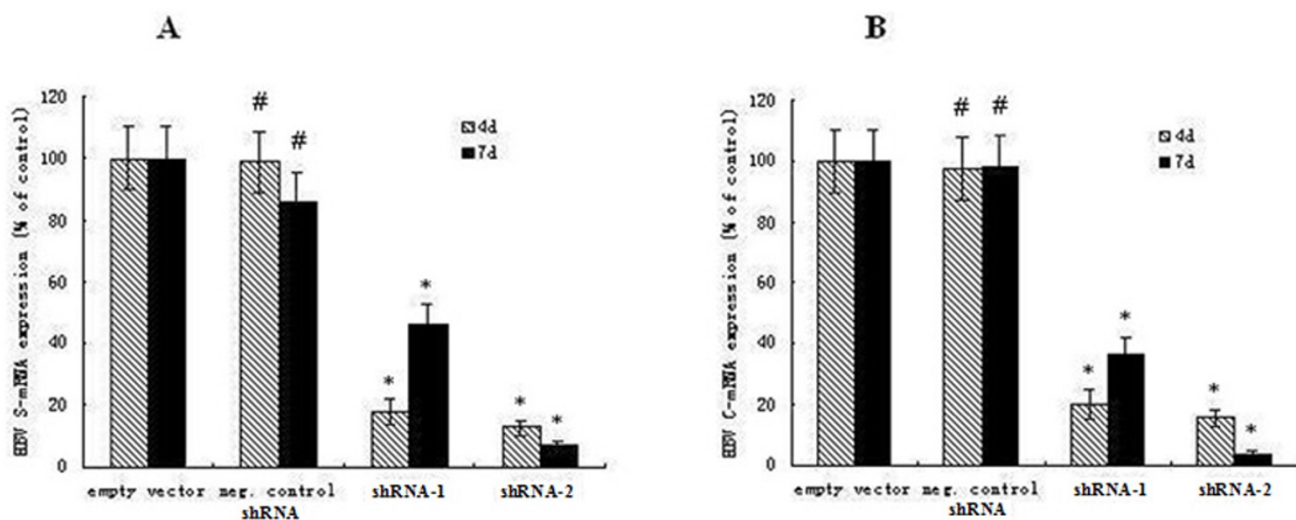 A
HBV S-mRNA expression (% of control)
120
100
80
60
40
20
0
#
#
*
*
*
*
4d
7d
empty vector neg. control shRNA-1 shRNA-2
shRNA
B
HBV C-mRNA expression (% of control)
120
100
80
60
40
20
0
#
#
*
*
*
*
4d
7d
empty vector neg. control shRNA-1 shRNA-2
shRNA